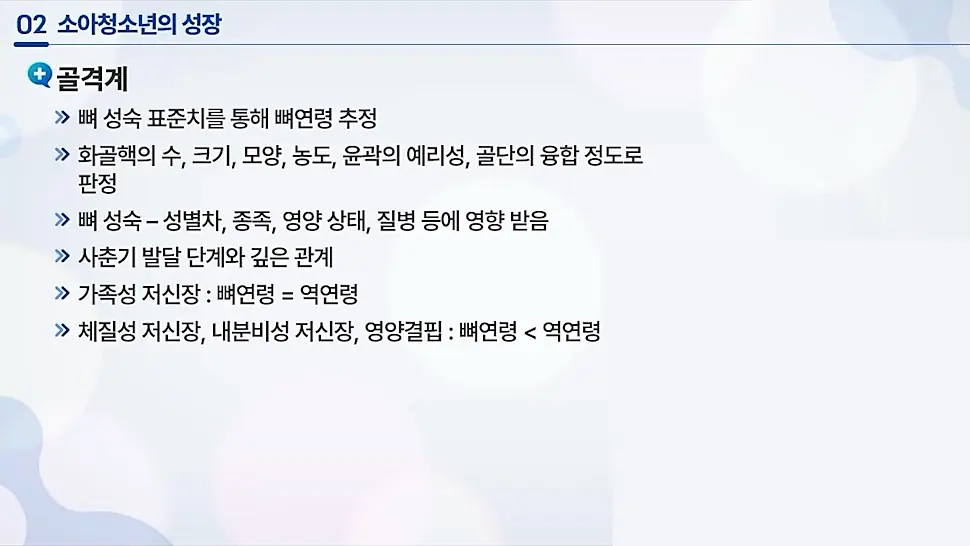 02 소아청소년의 성장
골격계
» 뼈 성숙 표준치를 통해 뼈연령 추정
» 화골핵의 수, 크기, 모양, 농도, 윤곽의 예리성, 골단의 융합 정도로
판정
» 뼈 성숙 – 성별차, 종족, 영양 상태, 질병 등에 영향 받음
» 사춘기 발달 단계와 깊은 관계
» 가족성 저신장 : 뼈연령 = 역연령
» 체질성 저신장, 내분비성 저신장, 영양결핍 : 뼈연령 < 역연령